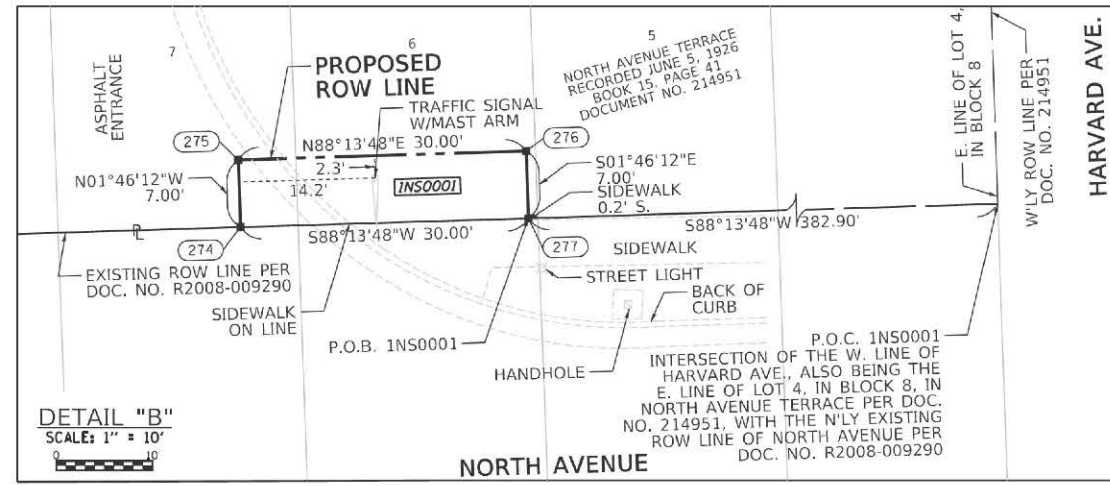 ASPHALT
ENTRANCE
7
6
5
PROPOSED
ROW LINE
TRAFFIC SIGNAL
W/MAST ARM
NORTH AVENUE TERRACE
RECORDED JUNE 5, 1926
BOOK 15, PAGE 41
DOCUMENT NO. 214951
E. LINE OF LOT 4,
IN BLOCK 8
W'LY ROW LINE PER
DOC. NO. 214951
HARVARD AVE.
275
N88°13'48"E 30.00'
276
2.3'
14.2'
1NS0001
N01°46'12"W
7.00'
S01°46'12"E
7.00'
SIDEWALK
0.2' S.
PL
274
S88°13'48"W 30.00'
277
S88°13'48"W 382.90'
SIDEWALK
EXISTING ROW LINE PER
DOC. NO. R2008-009290
STREET LIGHT
BACK OF
CURB
SIDEWALK
ON LINE
P.O.B. 1NS0001
HANDHOLE
P.O.C. 1NS0001
INTERSECTION OF THE W. LINE OF
HARVARD AVE., ALSO BEING THE
E. LINE OF LOT 4, IN BLOCK 8, IN
NORTH AVENUE TERRACE PER DOC.
NO. 214951, WITH THE N'LY EXISTING
ROW LINE OF NORTH AVENUE PER
DOC. NO. R2008-009290
DETAIL "B"
SCALE: 1" = 10'
0 10
NORTH AVENUE